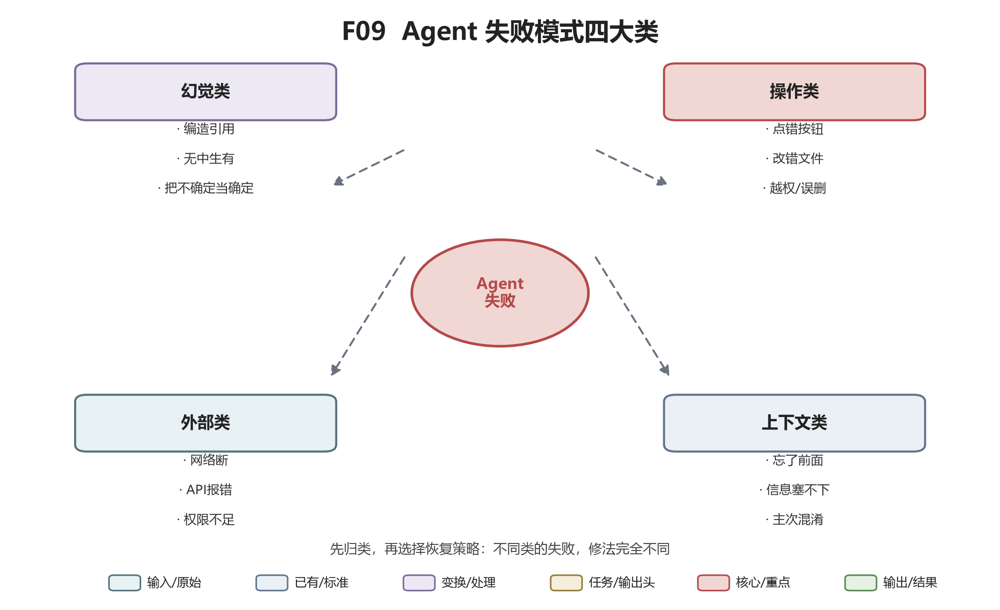 F09 Agent 失败模式四大类
幻觉类
· 编造引用
· 无中生有
· 把不确定当确定
操作类
· 点错按钮
· 改错文件
· 越权/误删
Agent
失败
外部类
· 网络断
· API报错
· 权限不足
上下文类
· 忘了前面
· 信息塞不下
· 主次混淆
先归类，再选择恢复策略：不同类的失败，修法完全不同
输入/原始
已有/标准
变换/处理
任务/输出头
核心/重点
输出/结果